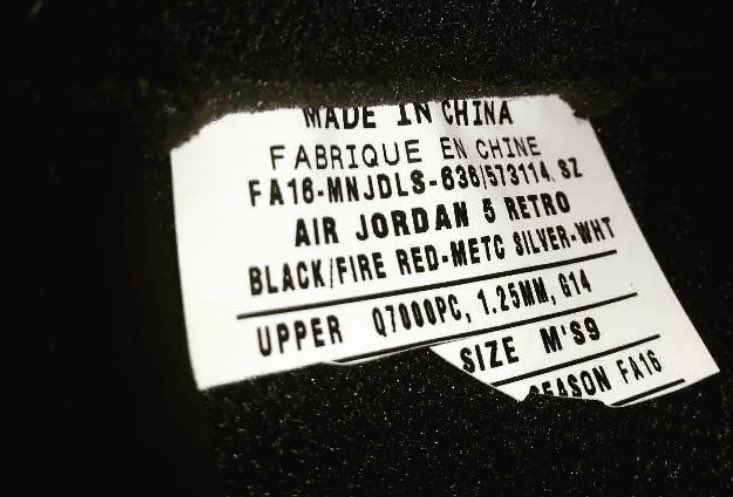 MADE IN CHINA
FABRIQUE EN CHINE
FA16-MNJDLS-636/573114.SZ
AIR JORDAN 5 RETRO
BLACK/FIRE RED-METC SILVER-WHT
UPPER Q7000PC, 1.25MM, G14
SIZE M'S9
SEASON FA16